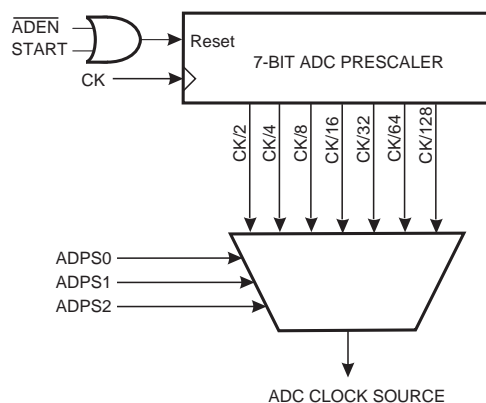 ADEN
START
Reset
CK
7-BIT ADC PRESCALER
CK/2
CK/4
CK/8
CK/16
CK/32
CK/64
CK/128
ADPS0
ADPS1
ADPS2
ADC CLOCK SOURCE